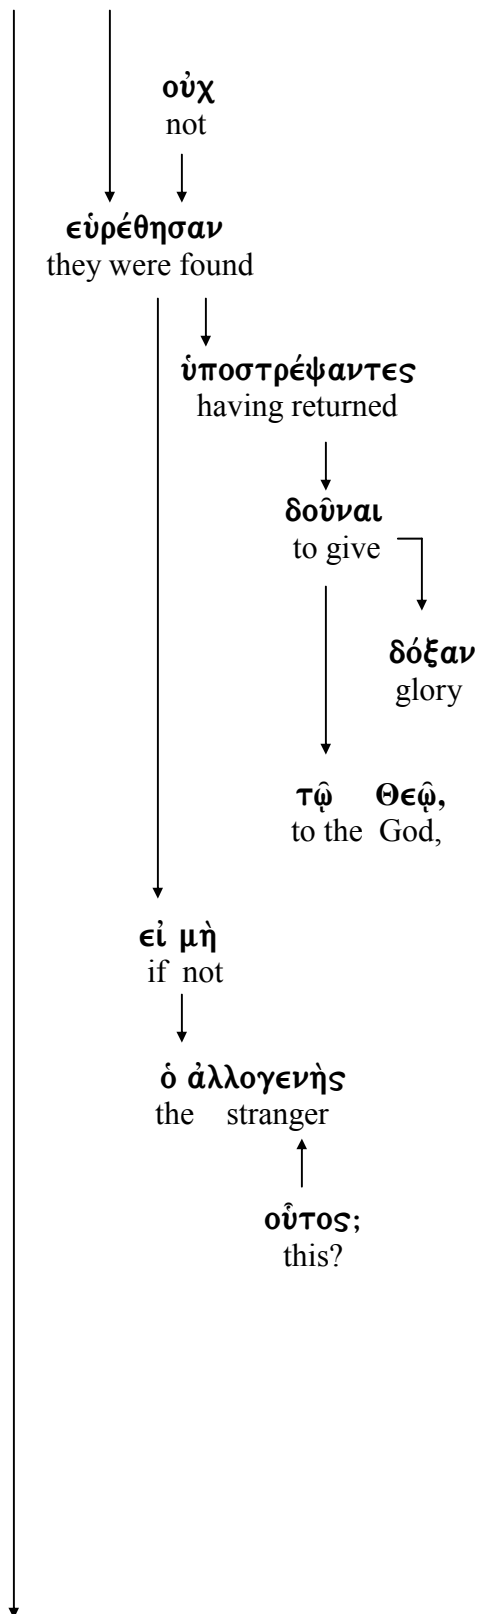 οὐχ
not
εὑρέθησαν
they were found
ὑποστρέψαντες
having returned
δοῦναι
to give
δόξαν
glory
τῷ Θεῷ,
to the God,
εἰ μὴ
if not
ὁ ἀλλογενὴς
the stranger
οὗτος;
this?